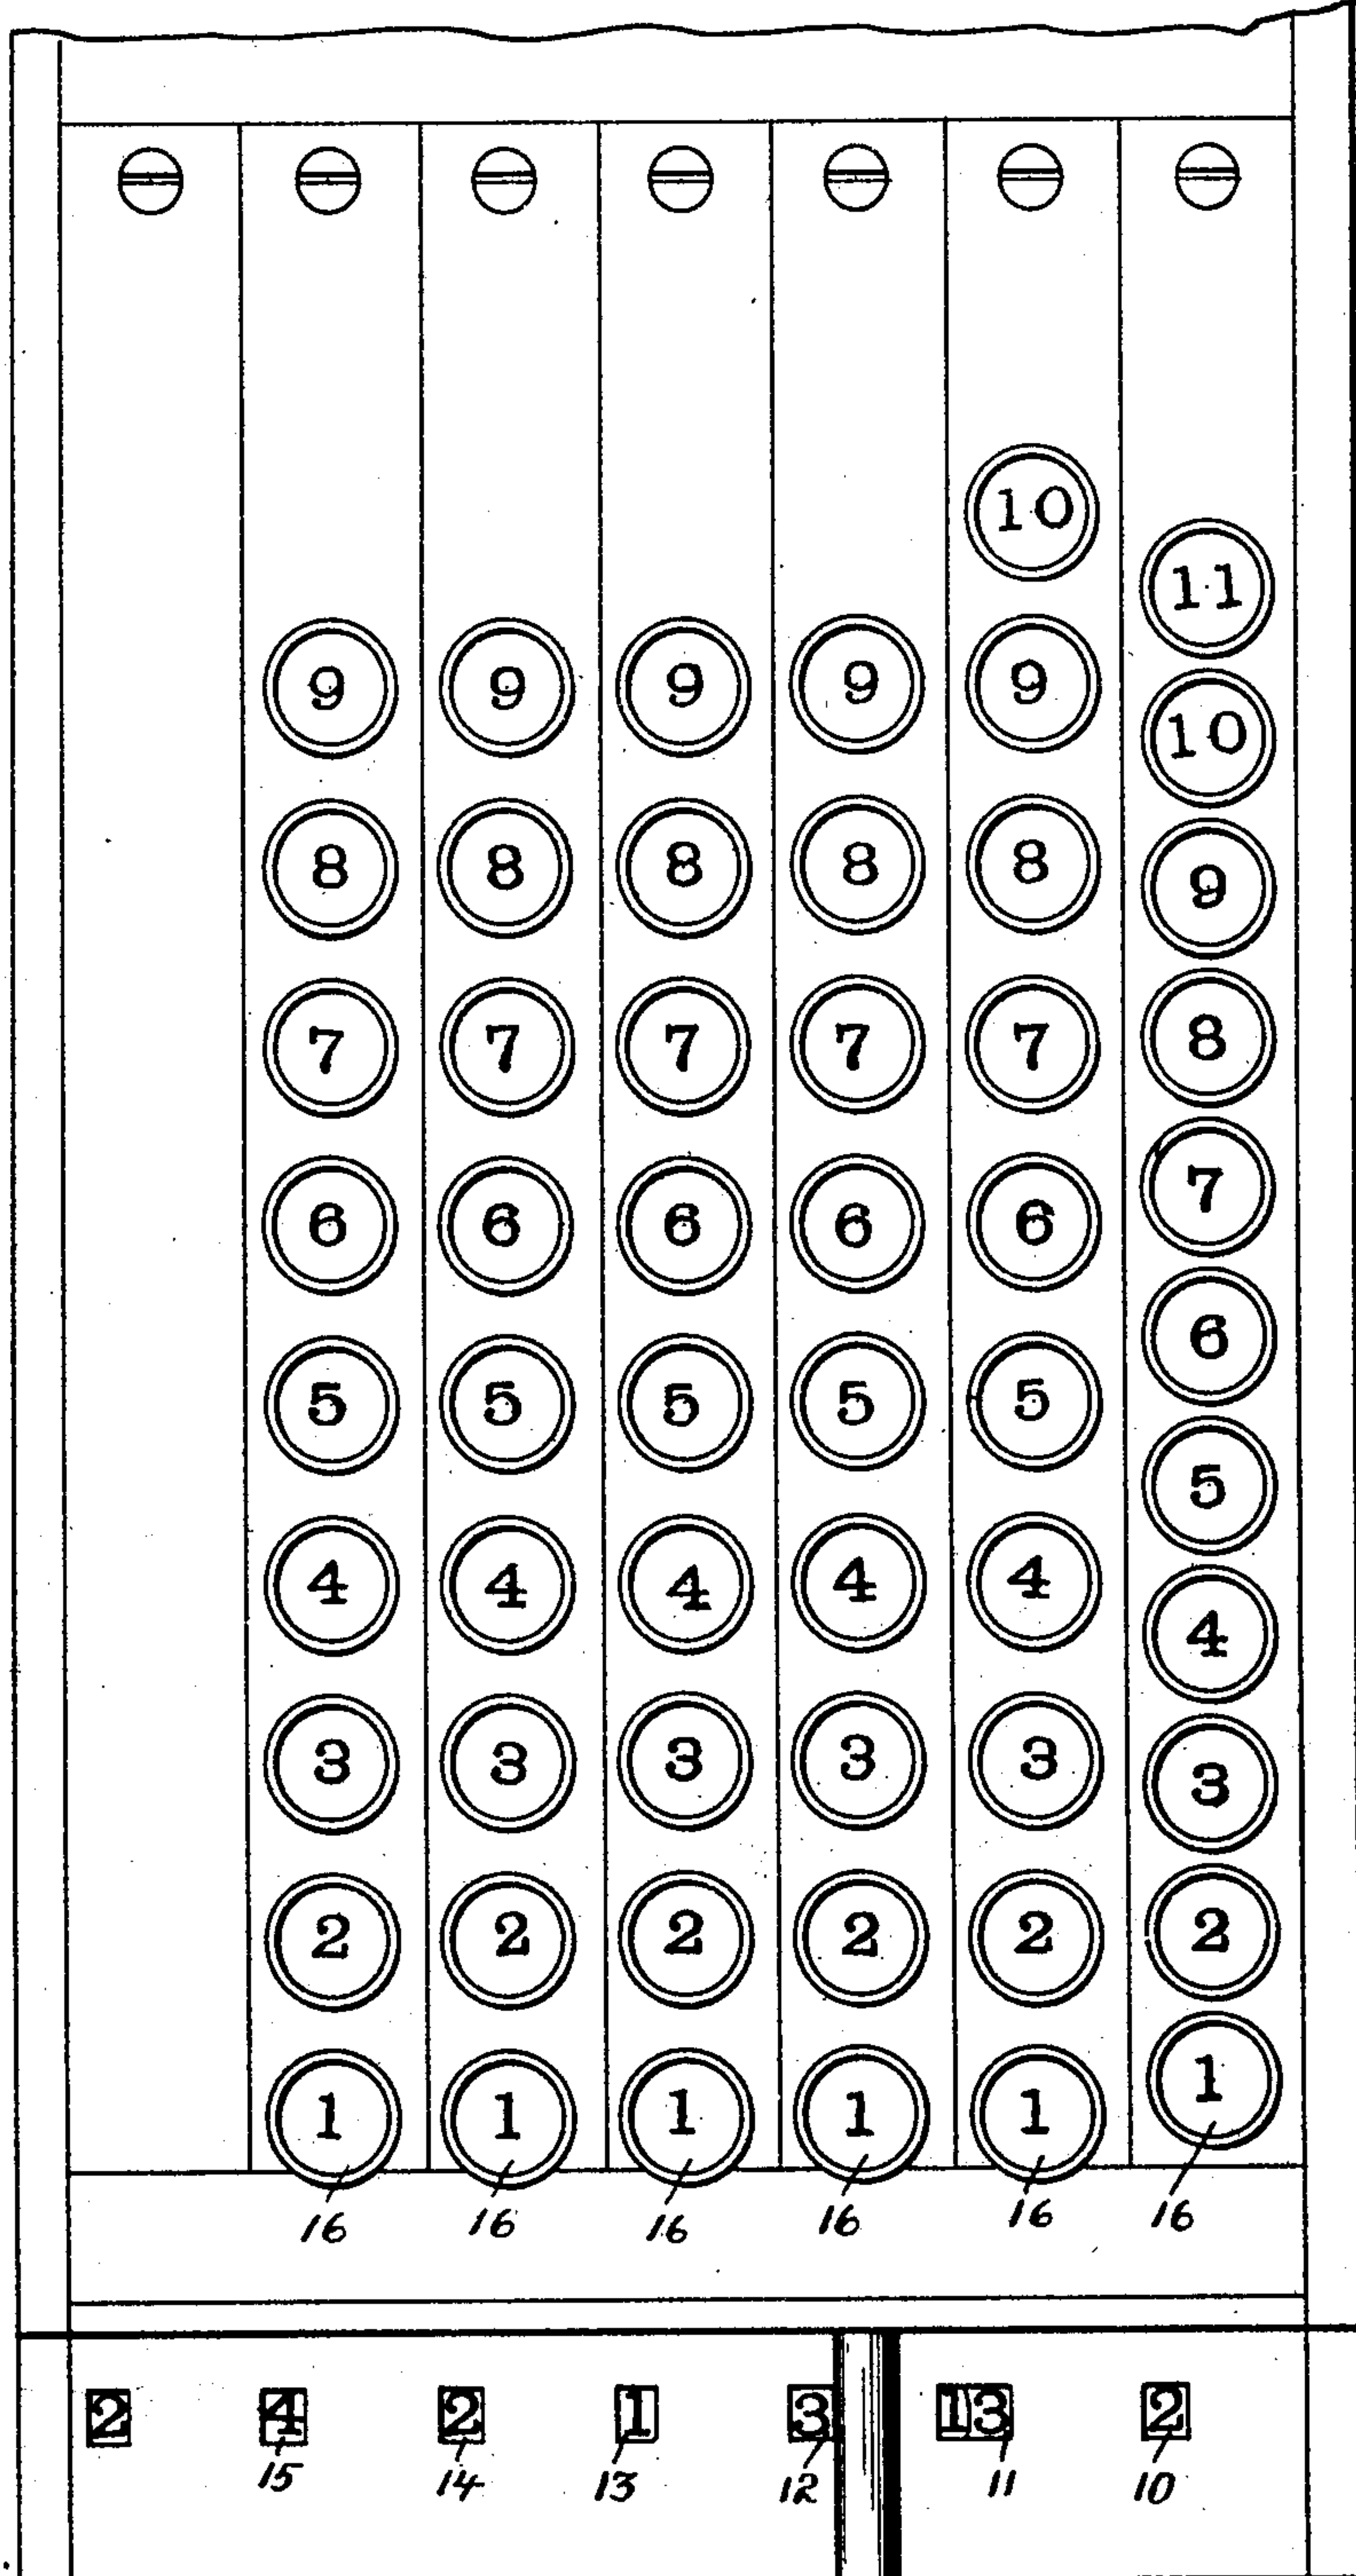 10
11
9 9 9 9 9
10
8 8 8 8 8
9
7 7 7 7 7
8
7
6 6 6 6 6
6
5 5 5 5 5
5
4 4 4 4 4
4
3 3 3 3 3
3
2 2 2 2 2
2
1 1 1 1 1
1
16 16 16 16 16 16
2 4 2 1 3 13 2
15 14 13 12 11 10